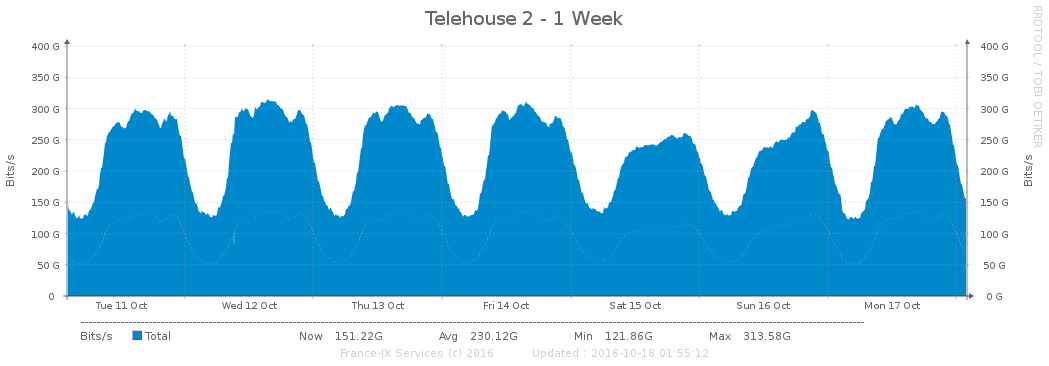 Telehouse 2 - 1 Week
RRDTOOL / TOBI OETIKER
400 G 400 G
350 G 350 G
300 G 300 G
250 G 250 G
200 G 200 G
150 G 150 G
100 G 100 G
50 G 50 G
0 0 G
Bits/s
Bits/s
Tue 11 Oct Wed 12 Oct Thu 13 Oct Fri 14 Oct Sat 15 Oct Sun 16 Oct Mon 17 Oct
Bits/s Total Now 151.22G Avg 230.12G Min 121.86G Max 313.58G
France-IX Services (c) 2016 Updated : 2016-10-18 01:55:12